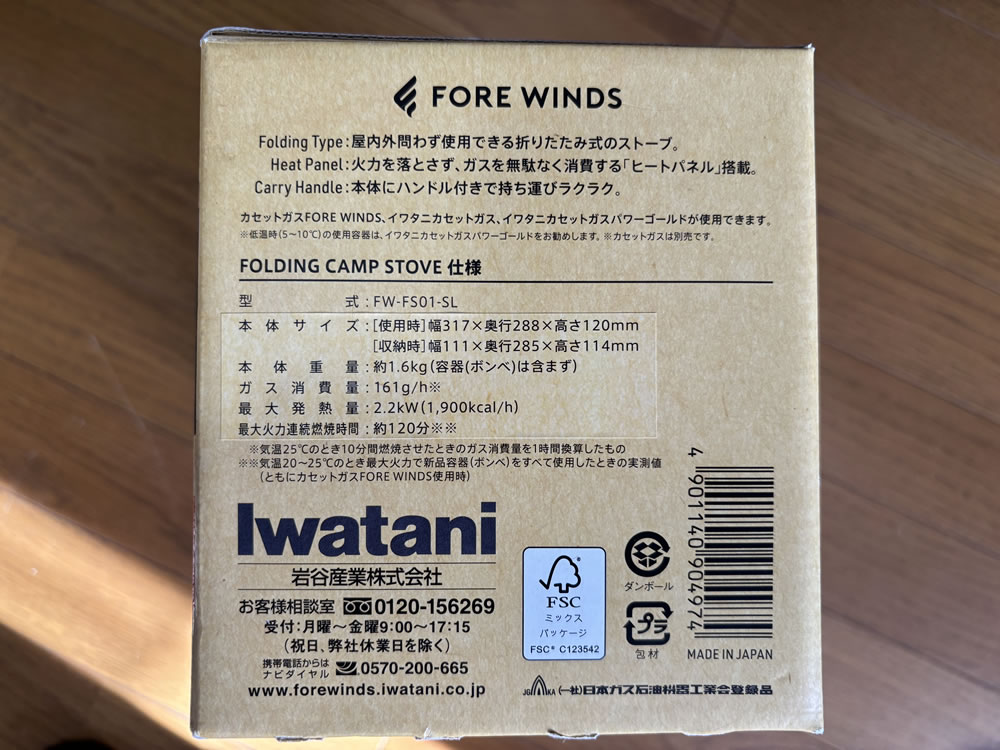 FORE WINDS
Folding Type:屋内外問わず使用できる折りたたみ式のストーブ。
Heat Panel:火力を落とさず、ガスを無駄なく消費する「ヒートパネル」搭載。
Carry Handle:本体にハンドル付きで持ち運びラクラク。
カセットガスFORE WINDS、イワタニカセットガス、イワタニカセットガスパワーゴールドが使用できます。
※低温時(5～10℃)の使用容器は、イワタニカセットガスパワーゴールドをお勧めします。※カセットガスは別売です。
FOLDING CAMP STOVE 仕様
型式:FW-FS01-SL
本体サイズ:[使用時]幅317×奥行288×高さ120mm
[収納時]幅111×奥行285×高さ114mm
本体重量:約1.6kg(容器(ボンベ)は含まず)
ガス消費量:161g/h※
最大発熱量:2.2kW(1,900kcal/h)
最大火力連続燃焼時間:約120分※※
※気温25℃のとき10分間燃焼させたときのガス消費量を1時間換算したもの
※※気温20～25℃のとき最大火力で新品容器(ボンベ)をすべて使用したときの実測値
(ともにカセットガスFORE WINDS使用時)
Iwatani
岩谷産業株式会社
お客様相談室 0120-156269
受付:月曜～金曜9:00～17:15
(祝日、弊社休業日を除く)
携帯電話からは
ナビダイヤル 0570-200-665
www.forewinds.iwatani.co.jp
FSC
ミックス
パッケージ
FSC® C123542
ダンボール
プラ
包材
4 901140 904974
MADE IN JAPAN
JGKA (一社)日本ガス石油機器工業会登録品